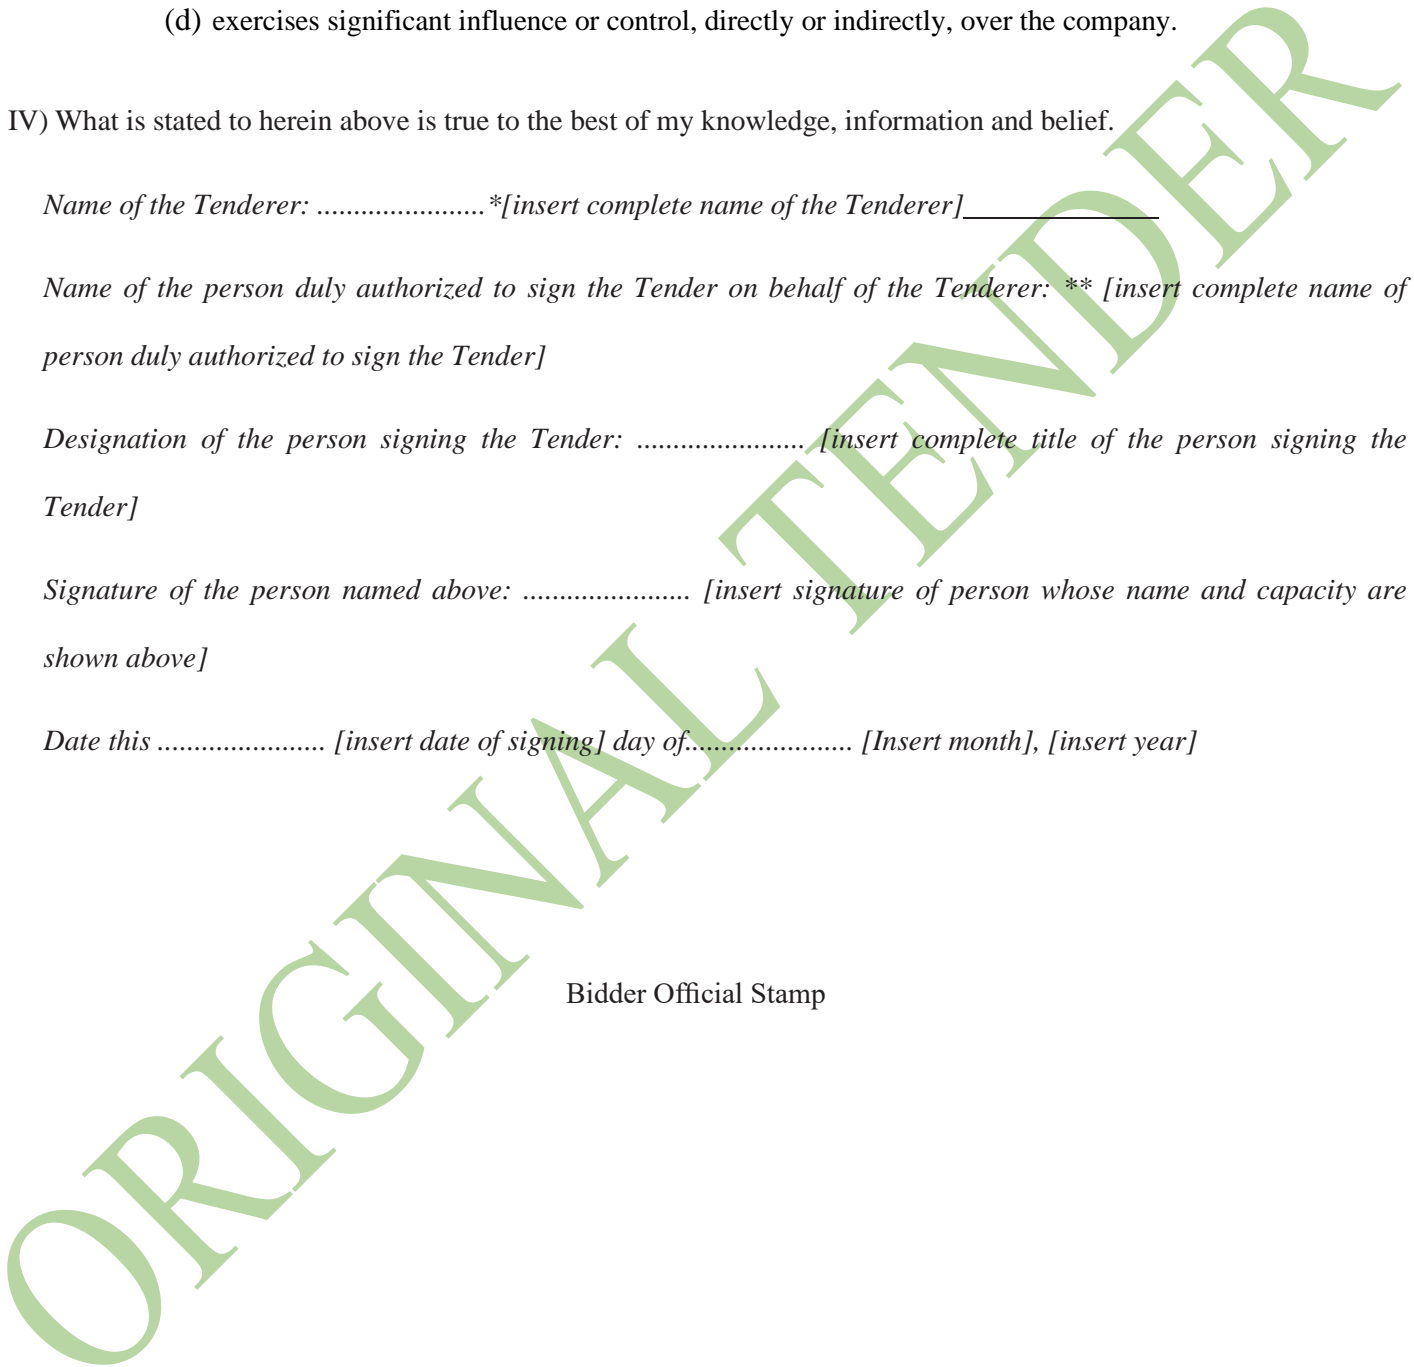 (d) exercises significant influence or control, directly or indirectly, over the company.
IV) What is stated to herein above is true to the best of my knowledge, information and belief.
Name of the Tenderer: .......................*[insert complete name of the Tenderer]______________
Name of the person duly authorized to sign the Tender on behalf of the Tenderer: ** [insert complete name of
person duly authorized to sign the Tender]
Designation of the person signing the Tender: ....................... [insert complete title of the person signing the
Tender]
Signature of the person named above: ....................... [insert signature of person whose name and capacity are
shown above]
Date this ....................... [insert date of signing] day of....................... [Insert month], [insert year]
Bidder Official Stamp
ORIGINAL TENDER